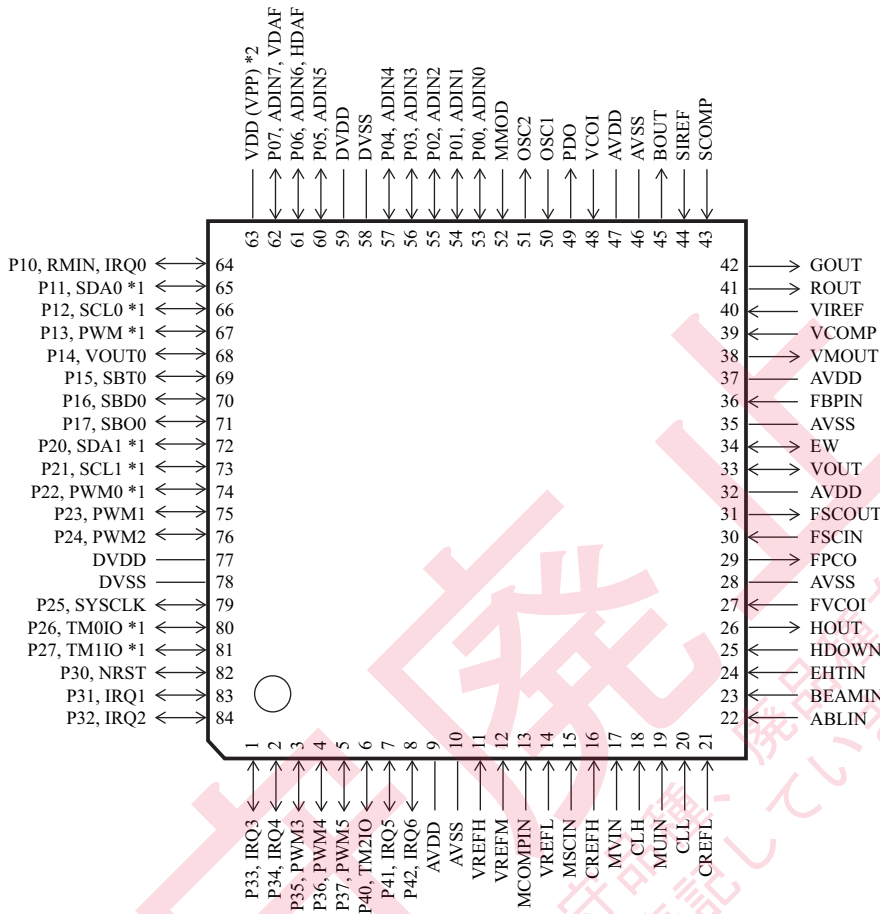 VDD (VPP) *2
P07, ADIN7, VDAF
P06, ADIN6, HDAF
P05, ADIN5
DVDD
DVSS
P04, ADIN4
P03, ADIN3
P02, ADIN2
P01, ADIN1
P00, ADIN0
MMOD
OSC2
OSC1
PDO
VCOI
AVDD
AVSS
BOUT
SIREF
SCOMP
63
62
61
60
59
58
57
56
55
54
53
52
51
50
49
48
47
46
45
44
43
P10, RMIN, IRQ0 64
P11, SDA0 *1 65
P12, SCL0 *1 66
P13, PWM *1 67
P14, VOUT0 68
P15, SBT0 69
P16, SBD0 70
P17, SBO0 71
P20, SDA1 *1 72
P21, SCL1 *1 73
P22, PWM0 *1 74
P23, PWM1 75
P24, PWM2 76
DVDD 77
DVSS 78
P25, SYSCLK 79
P26, TM0IO *1 80
P27, TM1IO *1 81
P30, NRST 82
P31, IRQ1 83
P32, IRQ2 84
42 GOUT
41 ROUT
40 VIREF
39 VCOMP
38 VMOUT
37 AVDD
36 FBPIN
35 AVSS
34 EW
33 VOUT
32 AVDD
31 FSCOUT
30 FSCIN
29 FPCO
28 AVSS
27 FVCOI
26 HOUT
25 HDOWN
24 EHTIN
23 BEAMIN
22 ABLIN
1
2
3
4
5
6
7
8
9
10
11
12
13
14
15
16
17
18
19
20
21
P33, IRQ3
P34, IRQ4
P35, PWM3
P36, PWM4
P37, PWM5
P40, TM2IO
P41, IRQ5
P42, IRQ6
AVDD
AVSS
VREFH
VREFM
MCOMPIN
VREFL
MSCIN
CREFH
MVIN
CLH
MUIN
CLL
CREFL
廃止
品種、廃品種
記してい